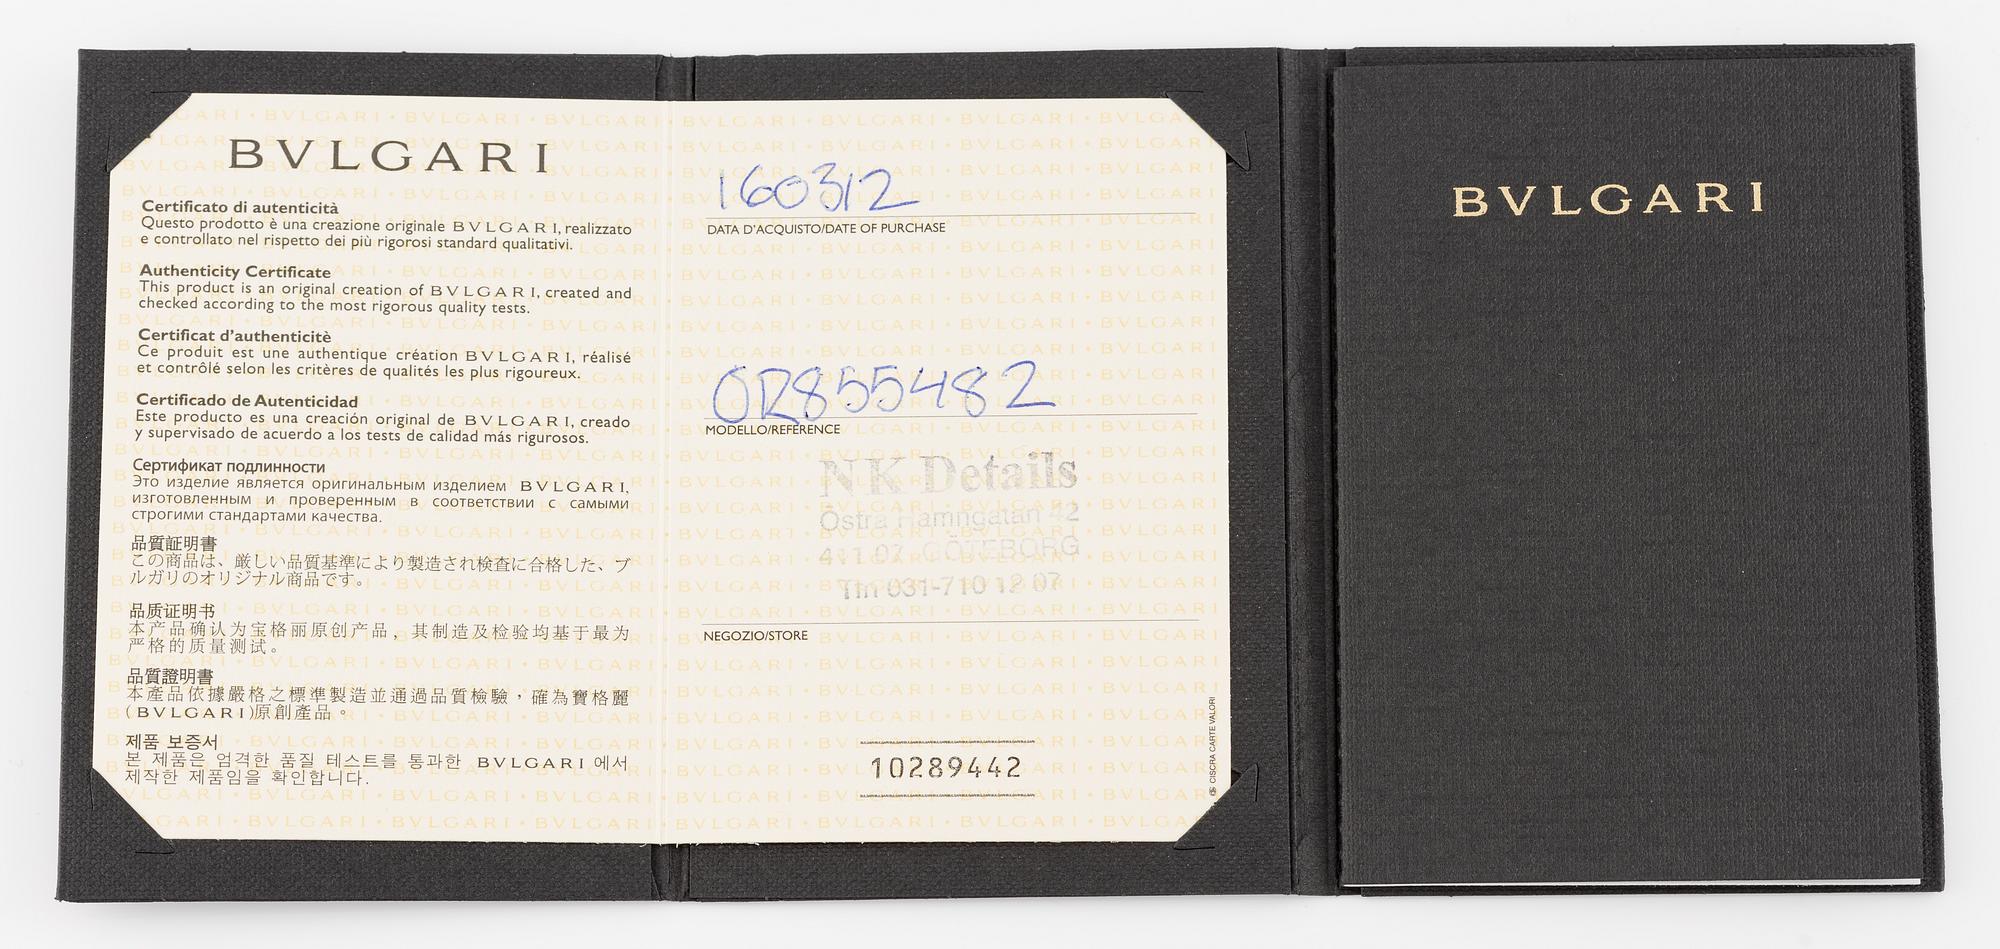 BVLGARI
Certificato di autenticità
Questo prodotto è una creazione originale BVLGARI, realizzato
e controllato nel rispetto dei più rigorosi standard qualitativi.
Authenticity Certificate
This product is an original creation of BVLGARI, created and
checked according to the most rigorous quality tests.
Certificat d'authenticitè
Ce produit est une authentique création BVLGARI, réalisé
et contrôlé selon les critères de qualités les plus rigoureux.
Certificado de Autenticidad
Este producto es una creación original de BVLGARI, creado
y supervisado de acuerdo a los tests de calidad más rigurosos.
Сертификат подлинности
Это изделие является оригинальным изделием BVLGARI,
изготовленным и проверенным в соответствии с самыми
строгими стандартами качества.
品質証明書
この商品は、厳しい品質基準により製造され検査に合格した、ブ
ルガリのオリジナル商品です。
品质证明书
本产品确认为宝格丽原创产品，其制造及检验均基于最为
严格的质量测试。
品質證明書
本產品依據嚴格之標準製造並通過品質檢驗，確為寶格麗
(BVLGARI)原創產品。
제품 보증서
본 제품은 엄격한 품질 테스트를 통과한 BVLGARI 에서
제작한 제품임을 확인합니다.
160312
DATA D'ACQUISTO/DATE OF PURCHASE
OR855482
MODELLO/REFERENCE
NK Details
Östra Hamngatan 42
411 07 GÖTEBORG
Tfn 031-710 12 07
NEGOZIO/STORE
10289442
CISCRA CARTE VALORI
BVLGARI